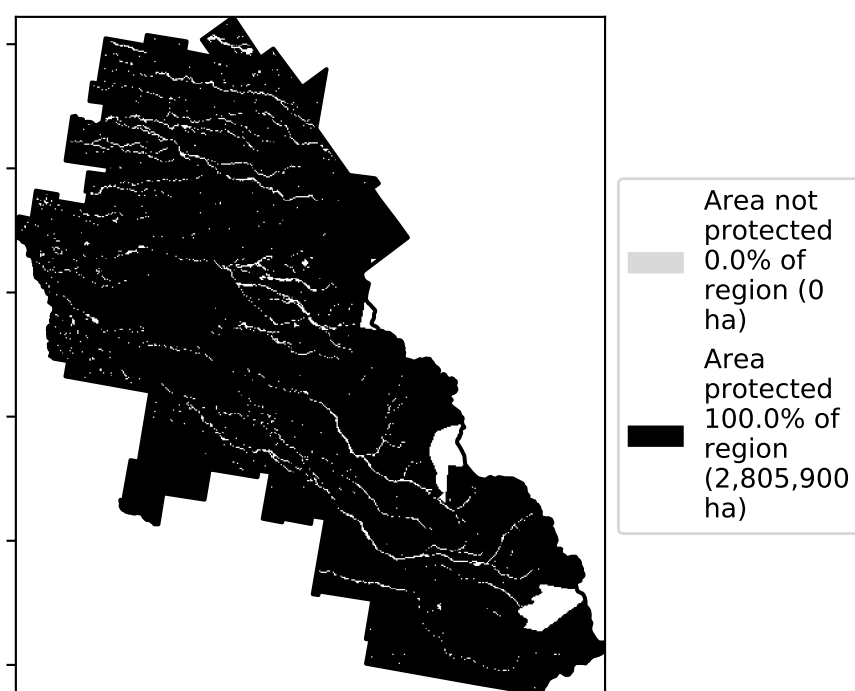 Area not
protected
0.0% of
region (0
ha)
Area
protected
100.0% of
region
(2,805,900
ha)